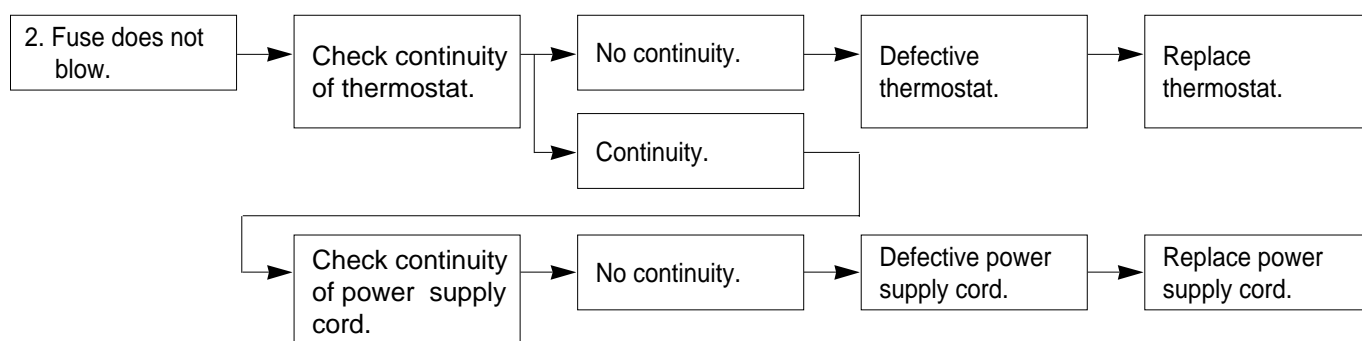 2. Fuse does not
blow.
Check continuity
of thermostat.
No continuity.
Defective
thermostat.
Replace
thermostat.
Continuity.
Check continuity
of power supply
cord.
No continuity.
Defective power
supply cord.
Replace power
supply cord.